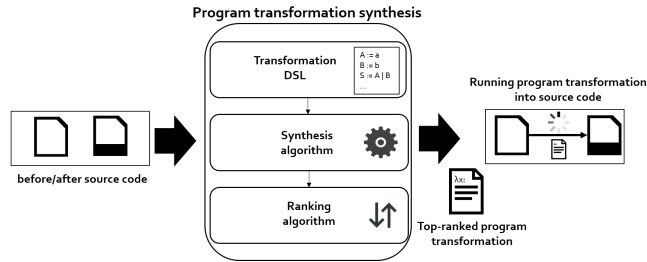 Program transformation synthesis
Transformation
DSL
A := a
B := b
S := A | B
...
Synthesis
algorithm
Ranking
algorithm
before/after source code
λx:
Top-ranked program
transformation
Running program transformation
into source code